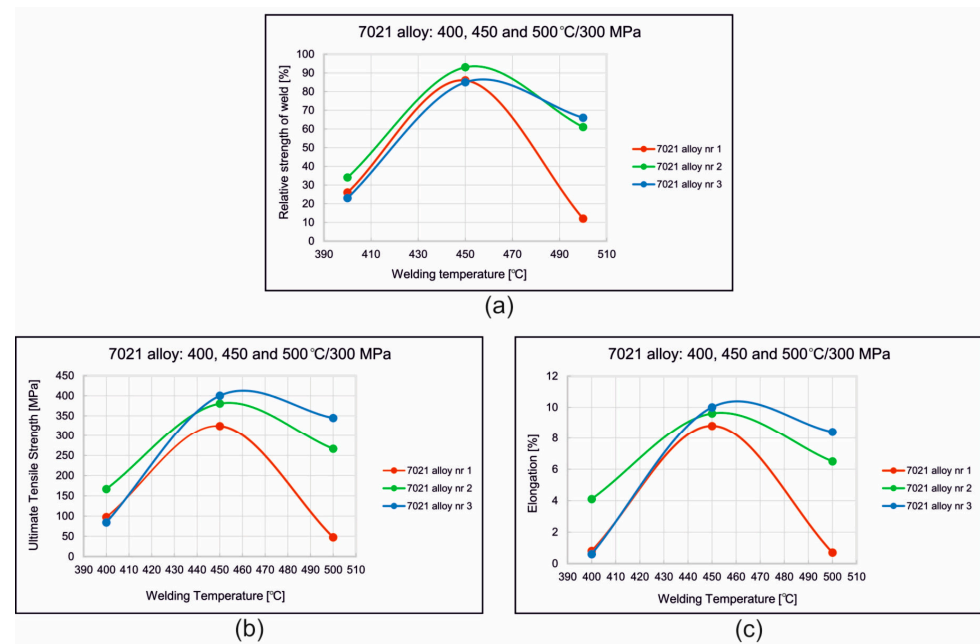 7021 alloy: 400, 450 and 500°C/300 MPa
Relative strength of weld [%]
100
90
80
70
60
50
40
30
20
10
0
390 410 430 450 470 490 510
Welding temperature [°C]
7021 alloy nr 1
7021 alloy nr 2
7021 alloy nr 3
(a)
7021 alloy: 400, 450 and 500°C/300 MPa
Ultimate Tensile Strength [MPa]
450
400
350
300
250
200
150
100
50
0
390 400 410 420 430 440 450 460 470 480 490 500 510
Welding Temperature [°C]
7021 alloy nr 1
7021 alloy nr 2
7021 alloy nr 3
(b)
7021 alloy: 400, 450 and 500°C/300 MPa
Elongation [%]
12
10
8
6
4
2
0
390 400 410 420 430 440 450 460 470 480 490 500 510
Welding Temperature [°C]
7021 alloy nr 1
7021 alloy nr 2
7021 alloy nr 3
(c)